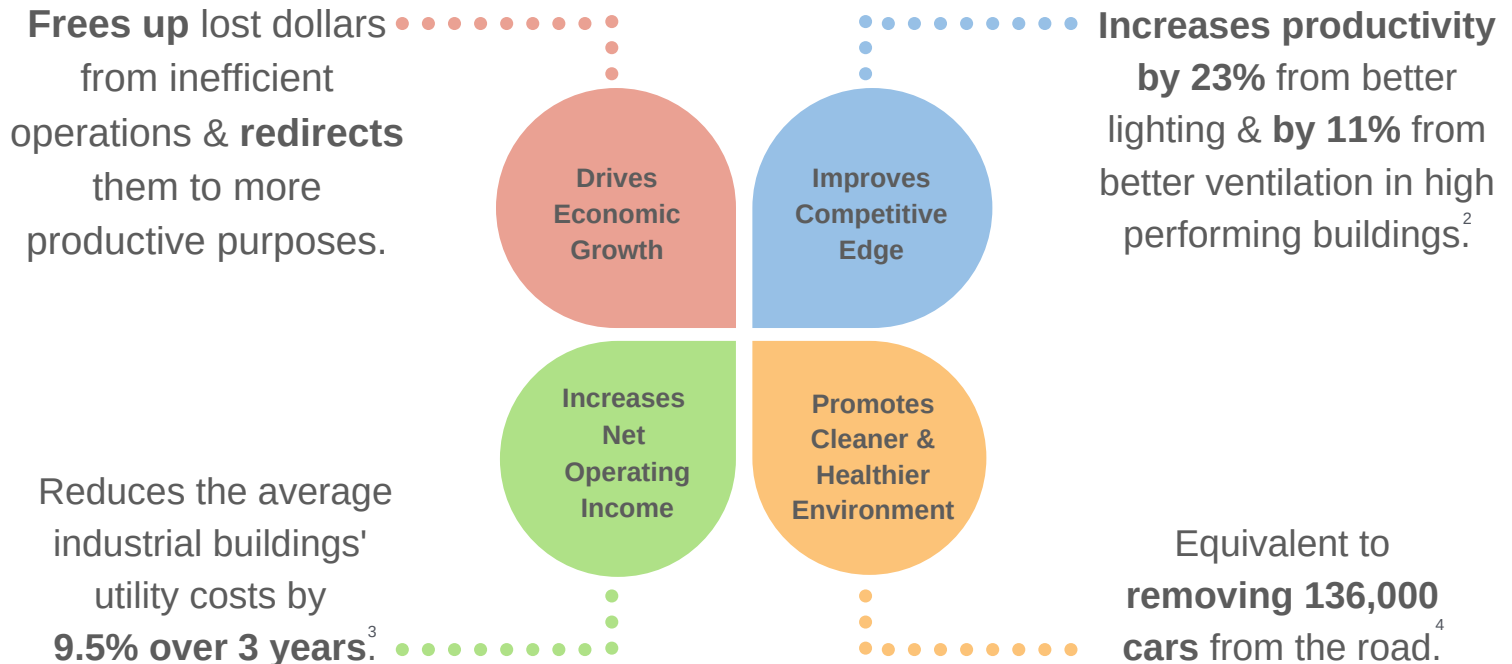 Frees up lost dollars
from inefficient
operations & redirects
them to more
productive purposes.
Increases productivity
by 23% from better
lighting & by 11% from
better ventilation in high
performing buildings.2
Drives
Economic
Growth
Improves
Competitive
Edge
Increases
Net
Operating
Income
Promotes
Cleaner &
Healthier
Environment
Reduces the average
industrial buildings'
utility costs by
9.5% over 3 years.3
Equivalent to
removing 136,000
cars from the road.4